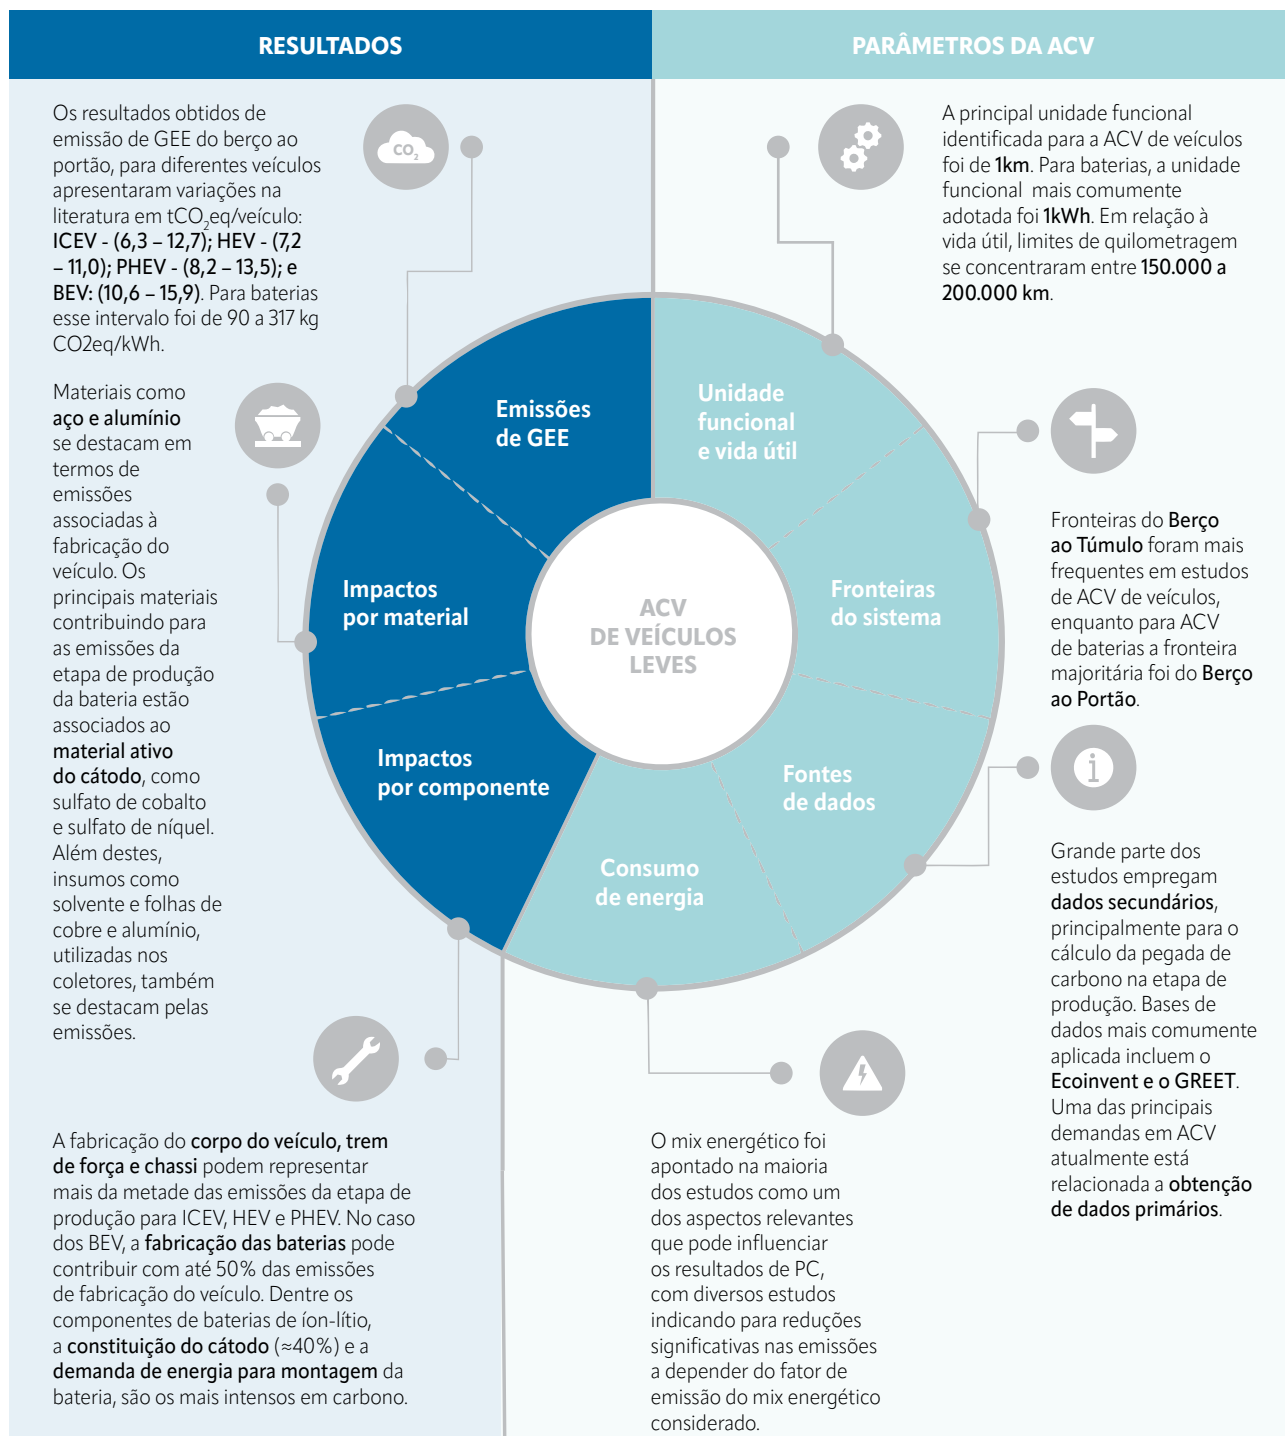 RESULTADOS
Os resultados obtidos de
emissão de GEE do berço ao
portão, para diferentes veículos
apresentaram variações na
literatura em tCO₂eq/veículo:
ICEV - (6,3 – 12,7); HEV - (7,2
– 11,0); PHEV - (8,2 – 13,5); e
BEV: (10,6 – 15,9). Para baterias
esse intervalo foi de 90 a 317 kg
CO2eq/kWh.
CO₂
Materiais como
aço e alumínio
se destacam em
termos de
emissões
associadas à
fabricação do
veículo. Os
principais materiais
contribuindo para
as emissões da
etapa de produção
da bateria estão
associados ao
material ativo
do cátodo, como
sulfato de cobalto
e sulfato de níquel.
Além destes,
insumos como
solvente e folhas de
cobre e alumínio,
utilizadas nos
coletores, também
se destacam pelas
emissões.
A fabricação do corpo do veículo, trem
de força e chassi podem representar
mais da metade das emissões da etapa de
produção para ICEV, HEV e PHEV. No caso
dos BEV, a fabricação das baterias pode
contribuir com até 50% das emissões
de fabricação do veículo. Dentre os
componentes de baterias de íon-lítio,
a constituição do cátodo (≈40%) e a
demanda de energia para montagem da
bateria, são os mais intensos em carbono.
Emissões
de GEE
Impactos
por material
Impactos
por componente
ACV
DE VEÍCULOS
LEVES
PARÂMETROS DA ACV
Unidade
funcional
e vida útil
Fronteiras
do sistema
Fontes
de dados
Consumo
de energia
A principal unidade funcional
identificada para a ACV de veículos
foi de 1km. Para baterias, a unidade
funcional mais comumente
adotada foi 1kWh. Em relação à
vida útil, limites de quilometragem
se concentraram entre 150.000 a
200.000 km.
Fronteiras do Berço
ao Túmulo foram mais
frequentes em estudos
de ACV de veículos,
enquanto para ACV
de baterias a fronteira
majoritária foi do Berço
ao Portão.
i
Grande parte dos
estudos empregam
dados secundários,
principalmente para o
cálculo da pegada de
carbono na etapa de
produção. Bases de
dados mais comumente
aplicada incluem o
Ecoinvent e o GREET.
Uma das principais
demandas em ACV
atualmente está
relacionada a obtenção
de dados primários.
O mix energético foi
apontado na maioria
dos estudos como um
dos aspectos relevantes
que pode influenciar
os resultados de PC,
com diversos estudos
indicando para reduções
significativas nas emissões
a depender do fator de
emissão do mix energético
considerado.